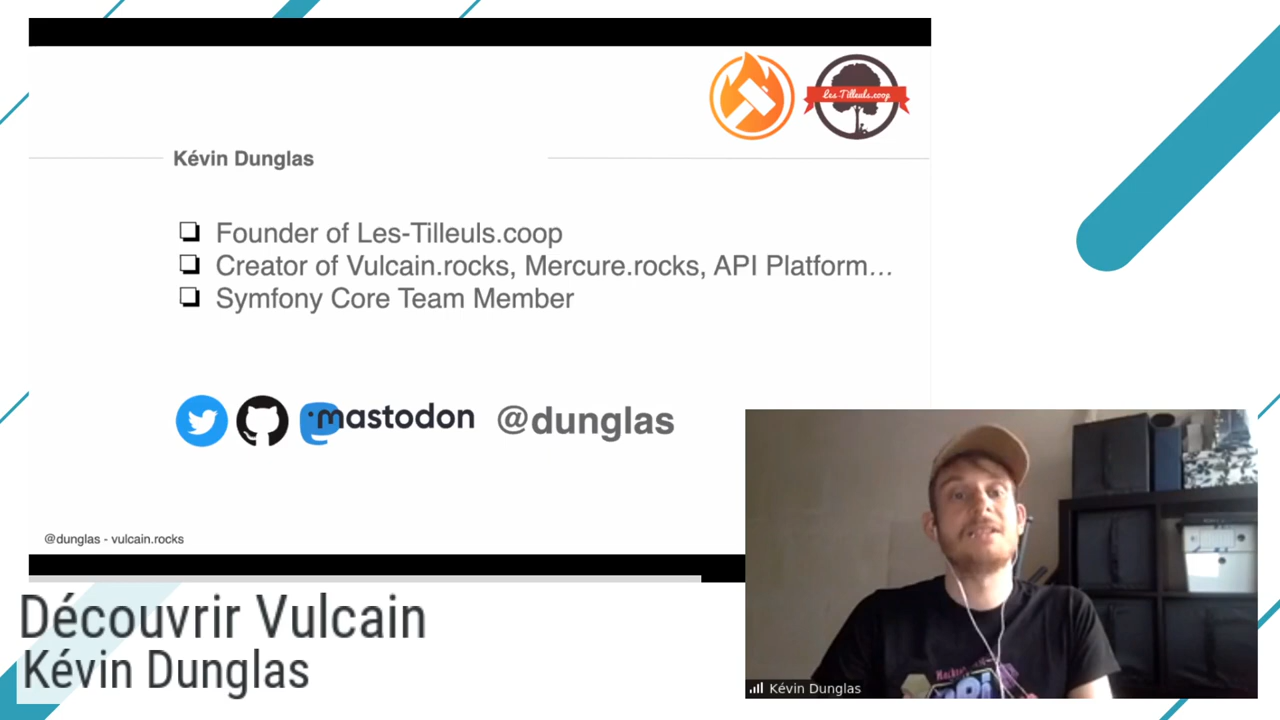 Les-Tilleuls.coop
Kévin Dunglas
Founder of Les-Tilleuls.coop
Creator of Vulcain.rocks, Mercure.rocks, API Platform...
Symfony Core Team Member
mastodon @dunglas
@dunglas - vulcain.rocks
Découvrir Vulcain
Kévin Dunglas
Kévin Dunglas